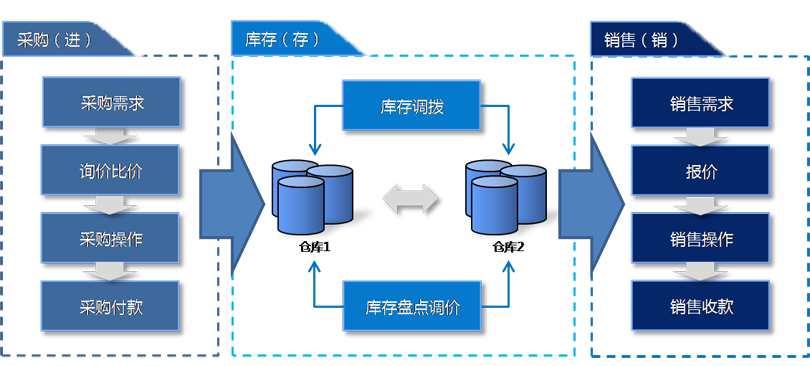 采购（进）
采购需求
询价比价
采购操作
采购付款
库存（存）
库存调拨
仓库1
仓库2
库存盘点调价
销售（销）
销售需求
报价
销售操作
销售收款